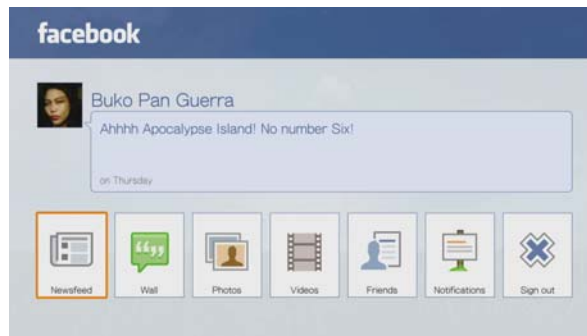 facebook
Buko Pan Guerra
Ahhhh Apocalypse Island! No number Six!
on Thursday
Newsfeed
Wall
Photos
Videos
Friends
Notifications
Sign out